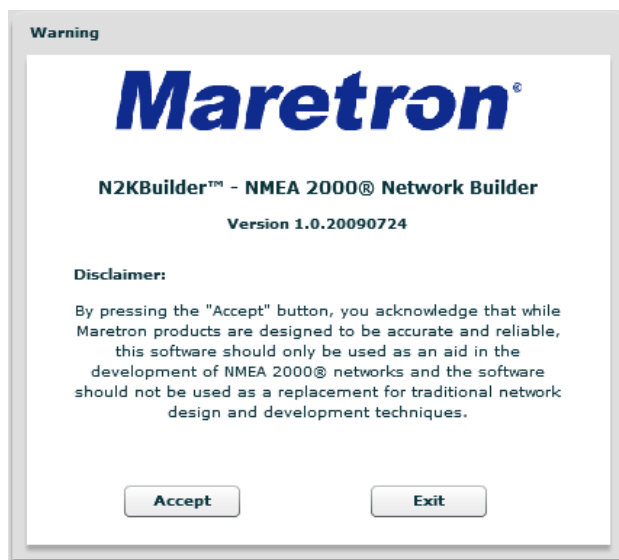 Warning
Maretron®
N2KBuilder™ - NMEA 2000® Network Builder
Version 1.0.20090724
Disclaimer:
By pressing the "Accept" button, you acknowledge that while
Maretron products are designed to be accurate and reliable,
this software should only be used as an aid in the
development of NMEA 2000® networks and the software
should not be used as a replacement for traditional network
design and development techniques.
Accept
Exit